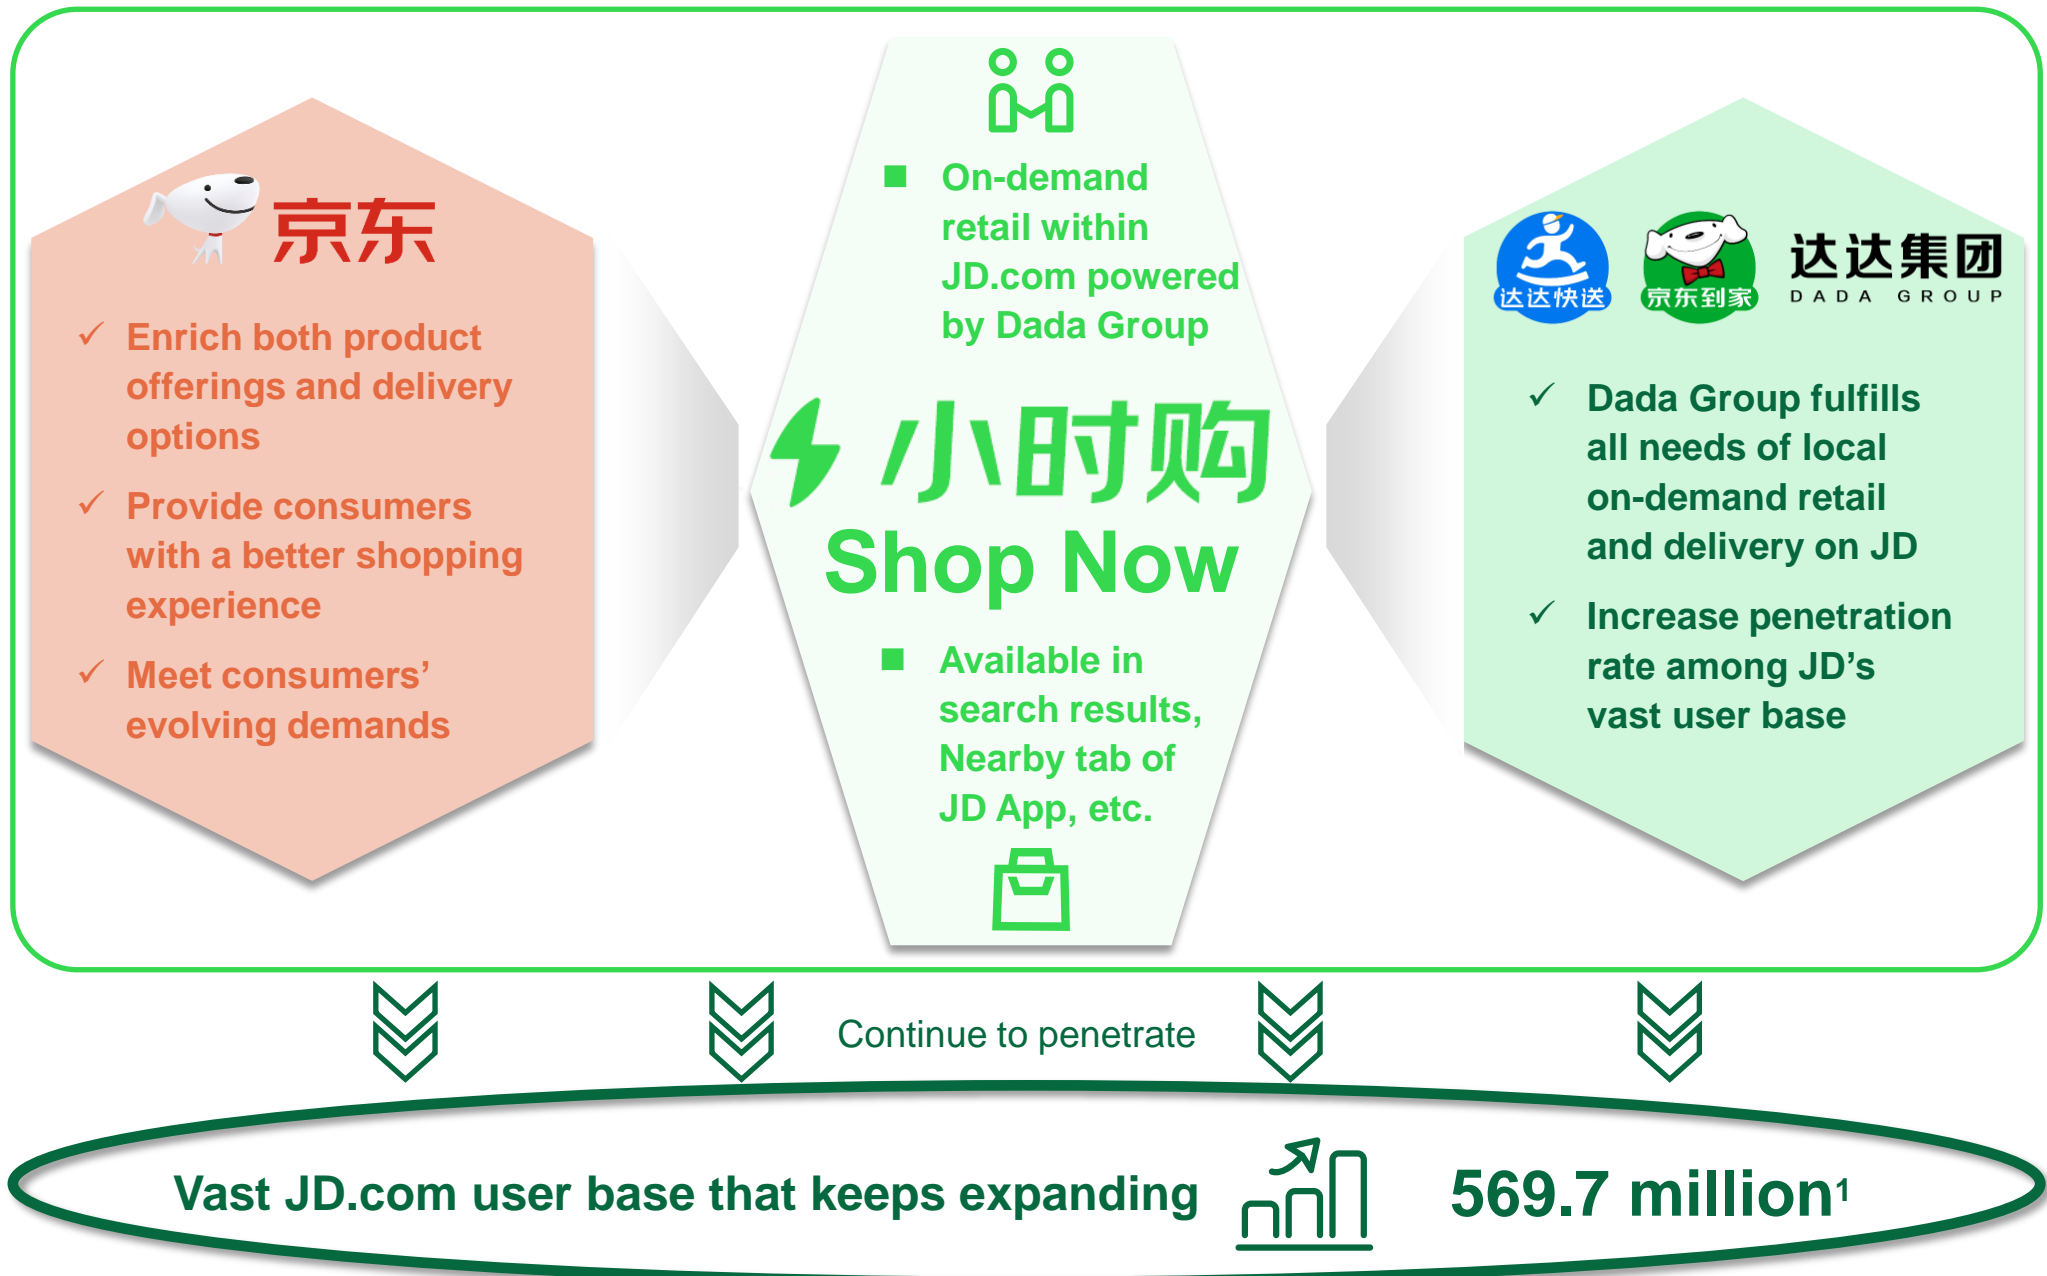 京东
✓ Enrich both product
offerings and delivery
options
✓ Provide consumers
with a better shopping
experience
✓ Meet consumers’
evolving demands
■ On-demand
retail within
JD.com powered
by Dada Group
小时购
Shop Now
■ Available in
search results,
Nearby tab of
JD App, etc.
达达快送
京东到家
达达集团
DADA GROUP
✓ Dada Group fulfills
all needs of local
on-demand retail
and delivery on JD
✓ Increase penetration
rate among JD’s
vast user base
Continue to penetrate
Vast JD.com user base that keeps expanding
569.7 million¹